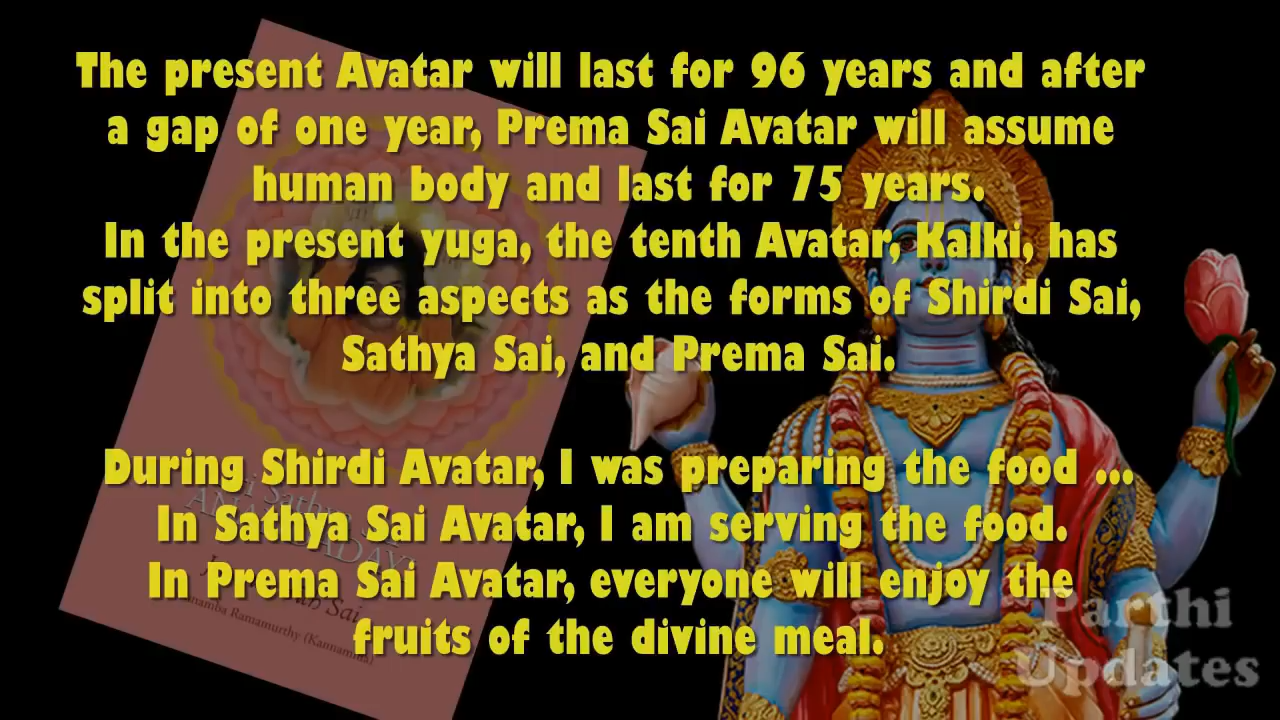 The present Avatar will last for 96 years and after
a gap of one year, Prema Sai Avatar will assume
human body and last for 75 years.
In the present yuga, the tenth Avatar, Kalki, has
split into three aspects as the forms of Shirdi Sai,
Sathya Sai, and Prema Sai.
During Shirdi Avatar, I was preparing the food ...
In Sathya Sai Avatar, I am serving the food.
In Prema Sai Avatar, everyone will enjoy the
fruits of the divine meal.
Sathya
Sai
Ramamurthy (Kannamma)
Parthi
Updates